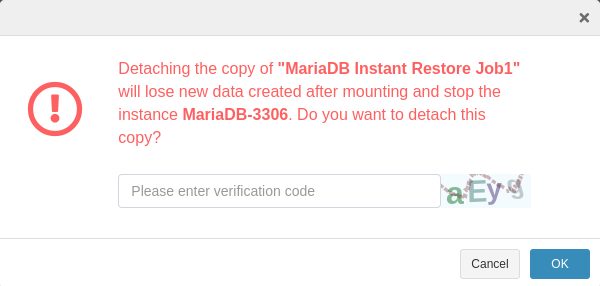 ×
Detaching the copy of "MariaDB Instant Restore Job1"
will lose new data created after mounting and stop the
instance MariaDB-3306. Do you want to detach this
copy?
Please enter verification code
aEyg
Cancel
OK